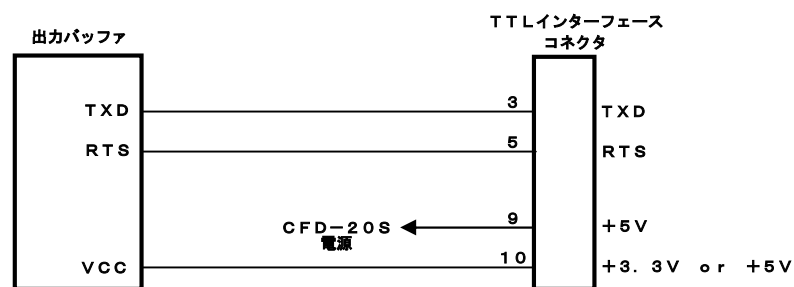 TTLインターフェース
コネクタ
出力バッファ
TXD 3 TXD
RTS 5 RTS
CFD-20S 9 +5V
電源
VCC 10 +3.3V or +5V